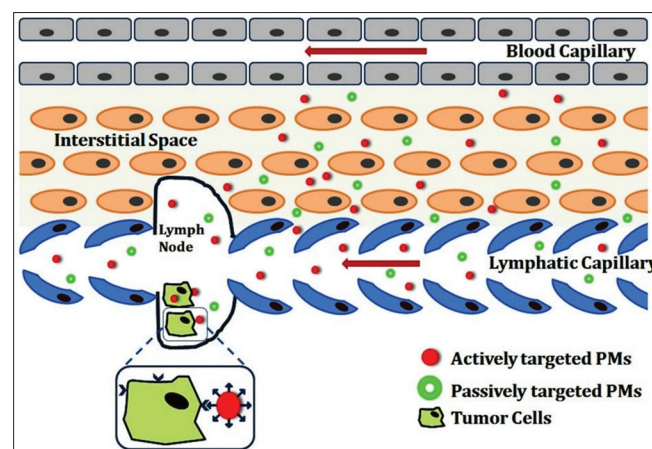 Blood Capillary
Interstitial Space
Lymph
Node
Lymphatic Capillary
Actively targeted PMs
Passively targeted PMs
Tumor Cells